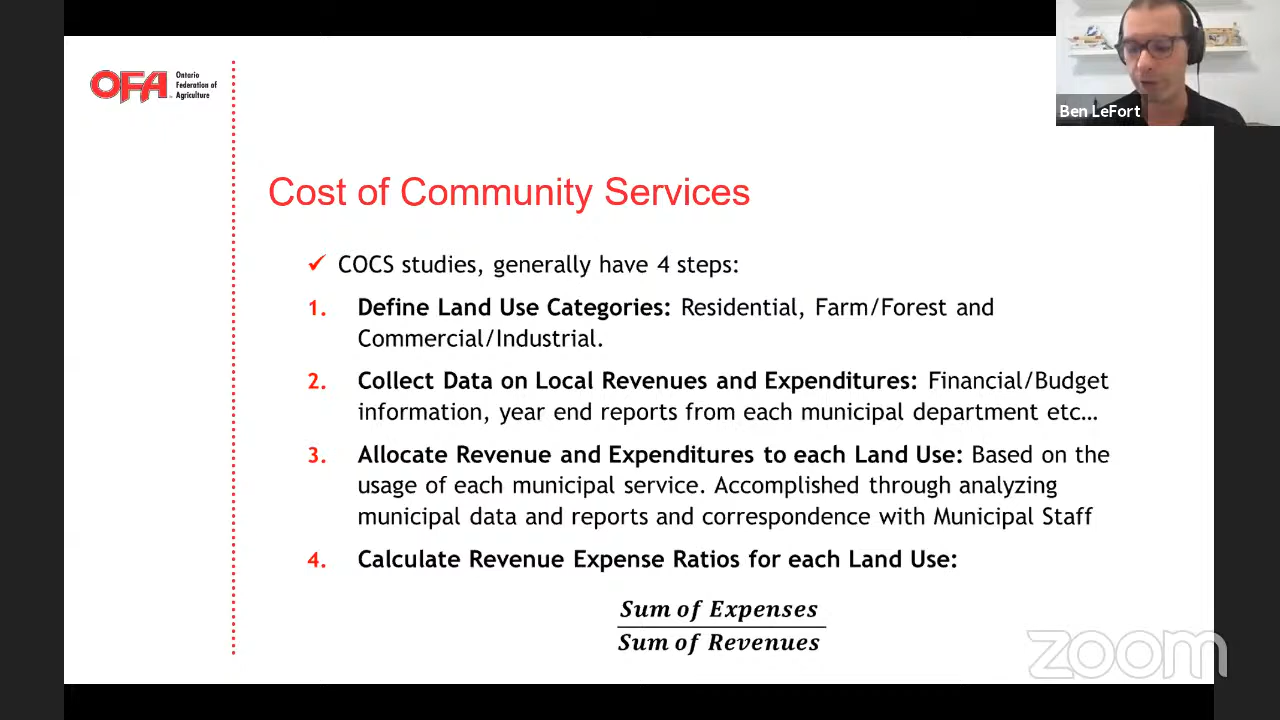 OFA
Ontario
Federation of
Agriculture
Ben LeFort
Cost of Community Services
✓ COCS studies, generally have 4 steps:
1. Define Land Use Categories: Residential, Farm/Forest and
Commercial/Industrial.
2. Collect Data on Local Revenues and Expenditures: Financial/Budget
information, year end reports from each municipal department etc…
3. Allocate Revenue and Expenditures to each Land Use: Based on the
usage of each municipal service. Accomplished through analyzing
municipal data and reports and correspondence with Municipal Staff
4. Calculate Revenue Expense Ratios for each Land Use:
Sum of Expenses
Sum of Revenues
zoom